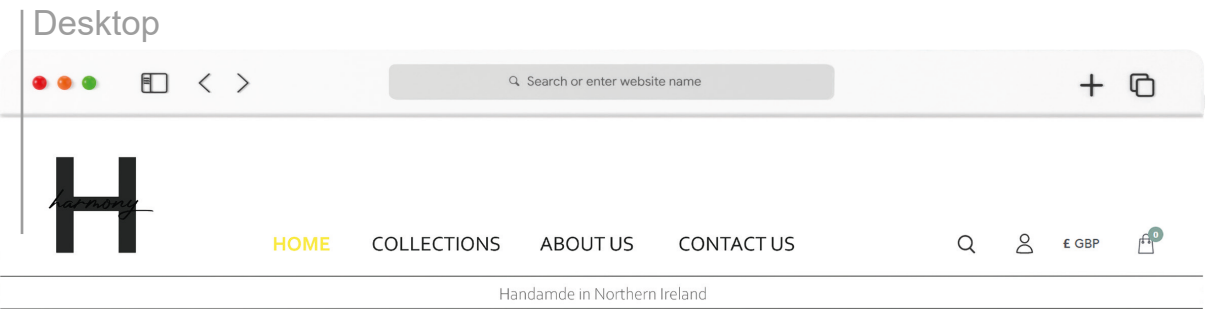 Desktop
Search or enter website name
H
harmony
HOME COLLECTIONS ABOUT US CONTACT US £ GBP 0
Handamde in Northern Ireland